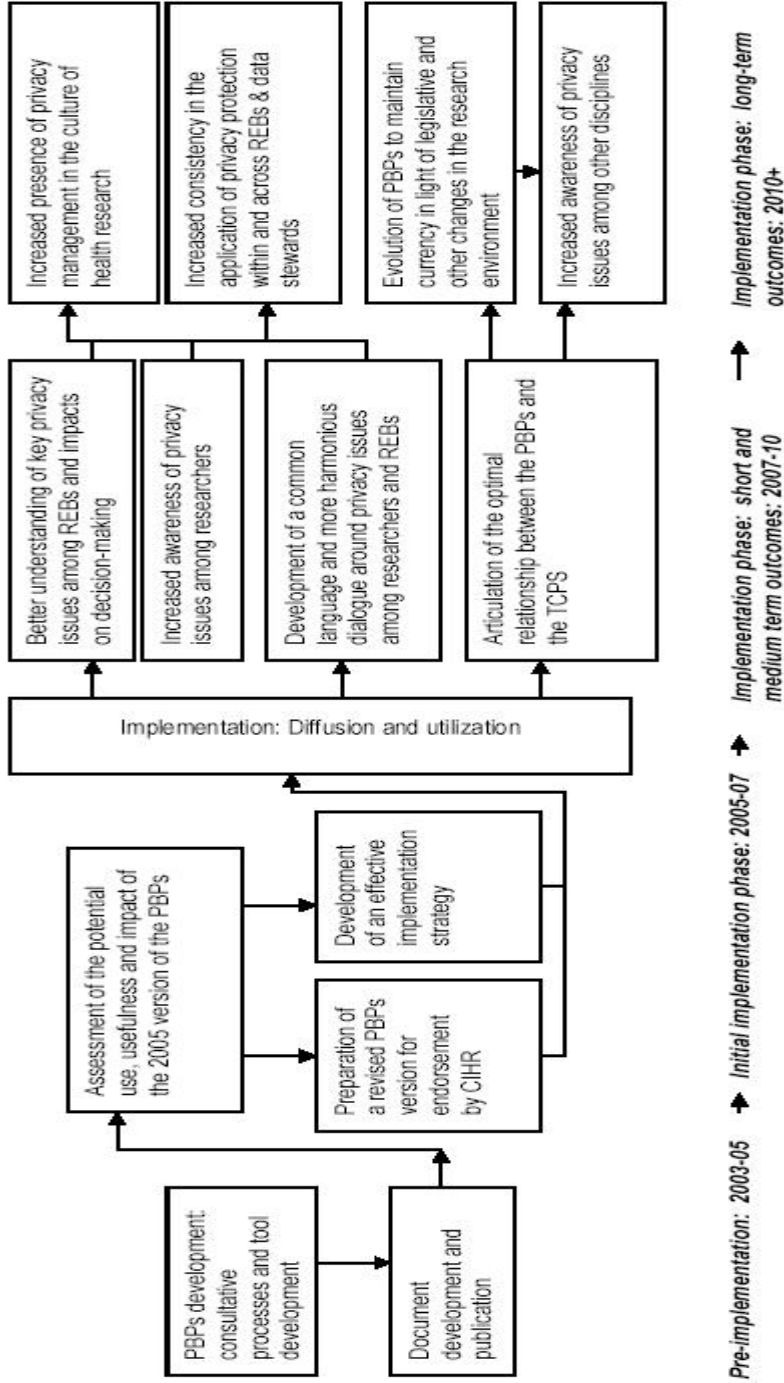 PBPs development:
consultative
processes and tool
development
Document
development and
publication
Assessment of the potential
use, usefulness and impact of
the 2005 version of the PBPs
Preparation of
a revised PBPs
version for
endorsement
by CIHR
Development
of an effective
implementation
strategy
Implementation: Diffusion and utilization
Better understanding of key privacy
issues among REBs and impacts
on decision-making
Increased awareness of privacy
issues among researchers
Development of a common
language and more harmonious
dialogue around privacy issues
among researchers and REBs
Articulation of the optimal
relationship between the PBPs and
the TCPS
Increased presence of privacy
management in the culture of
health research
Increased consistency in the
application of privacy protection
within and across REBs & data
stewards
Evolution of PBPs to maintain
currency in light of legislative and
other changes in the research
environment
Increased awareness of privacy
issues among other disciplines
Pre-implementation: 2003-05
Initial implementation phase: 2005-07
Implementation phase: short and
medium term outcomes: 2007-10
Implementation phase: long-term
outcomes: 2010+